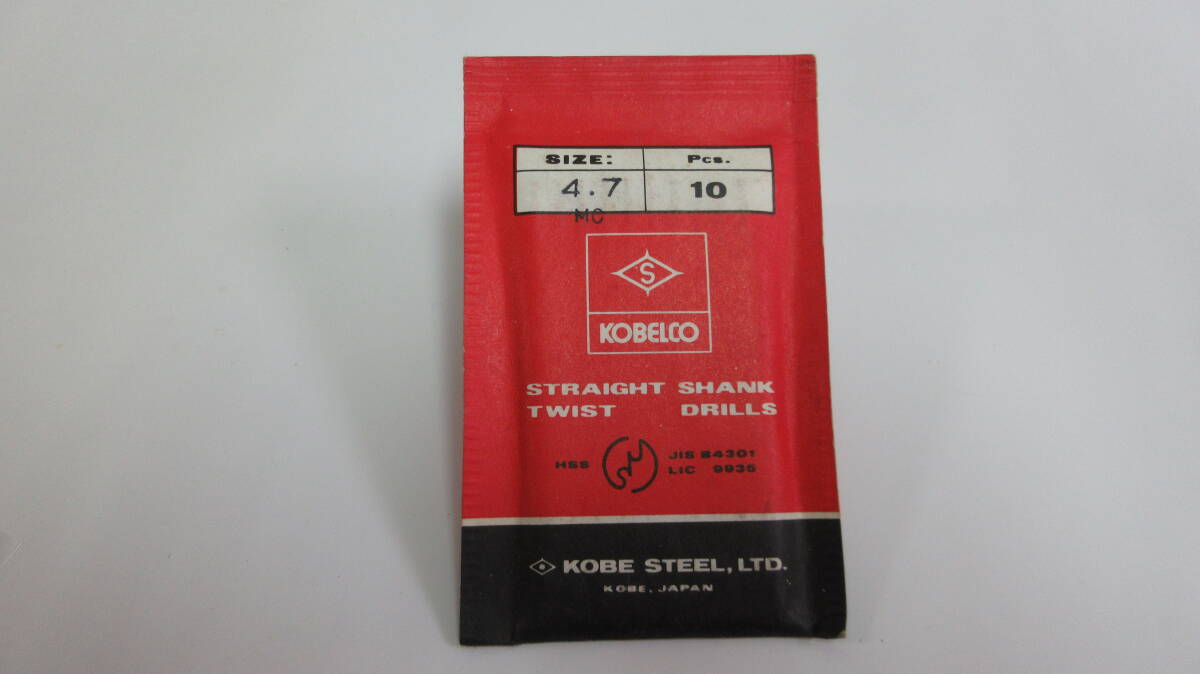 SIZE: Pcs.
4.7 10
MC
S
KOBELCO
STRAIGHT SHANK
TWIST DRILLS
HSS JIS B4301
LIC 9935
KOBE STEEL, LTD.
KOBE, JAPAN